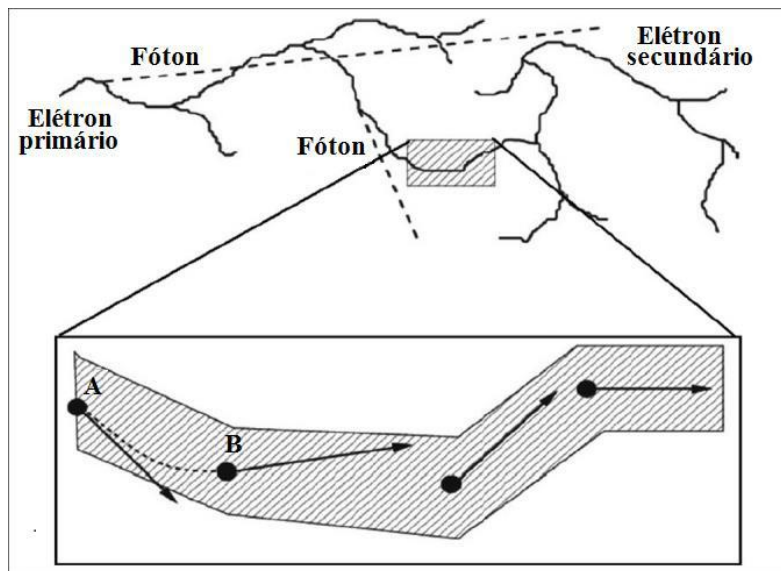 Fóton
Elétron
secundário
Elétron
primário
Fóton
A
B